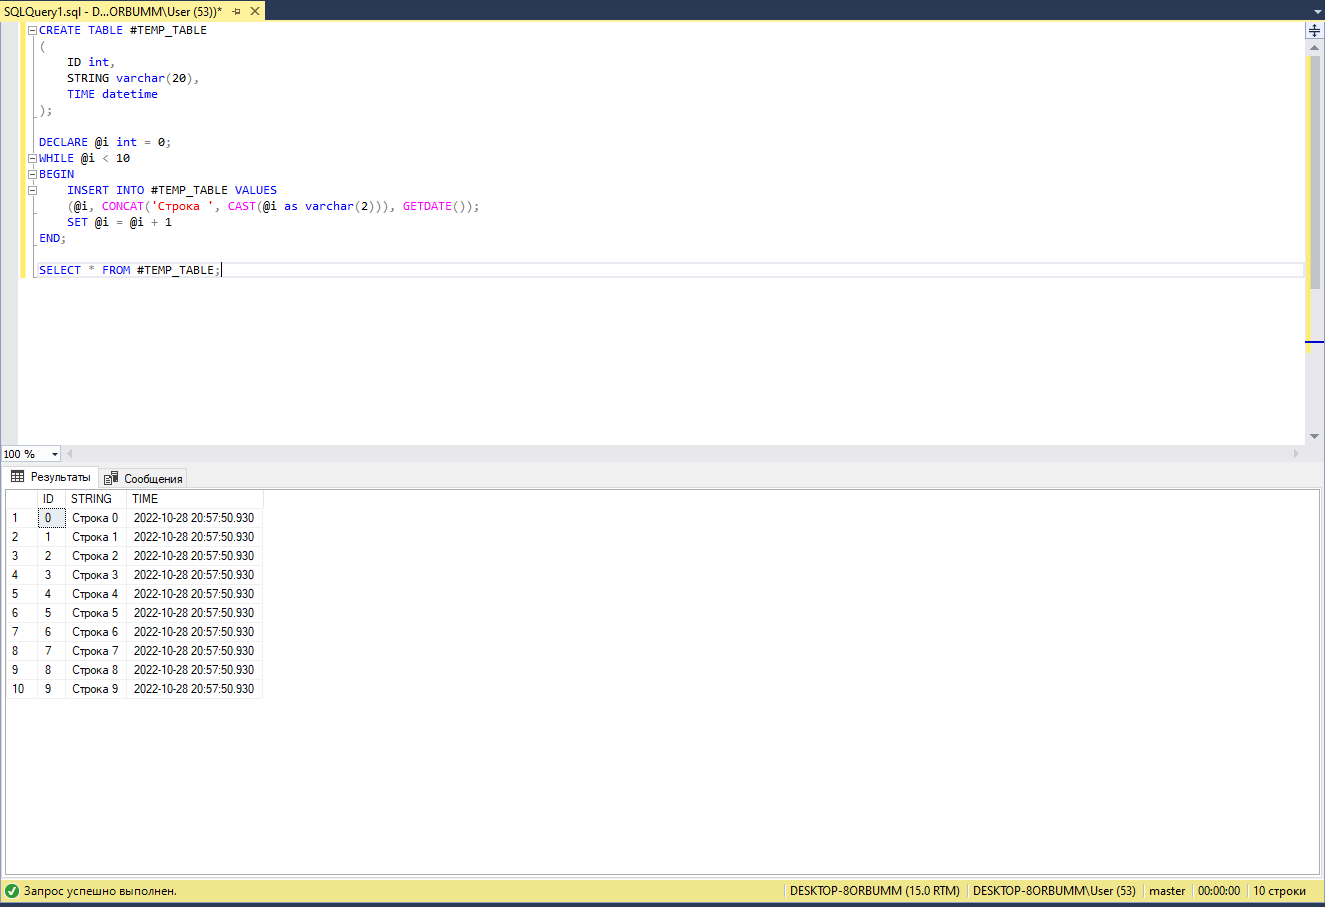 SQLQuery1.sql - D...ORBUMM\User (53))*
CREATE TABLE #TEMP_TABLE
(
ID int,
STRING varchar(20),
TIME datetime
);
DECLARE @i int = 0;
WHILE @i < 10
BEGIN
INSERT INTO #TEMP_TABLE VALUES
(@i, CONCAT('Строка ', CAST(@i as varchar(2))), GETDATE());
SET @i = @i + 1
END;
SELECT * FROM #TEMP_TABLE;
100 %
Результаты Сообщения
ID STRING TIME
1 0 Строка 0 2022-10-28 20:57:50.930
2 1 Строка 1 2022-10-28 20:57:50.930
3 2 Строка 2 2022-10-28 20:57:50.930
4 3 Строка 3 2022-10-28 20:57:50.930
5 4 Строка 4 2022-10-28 20:57:50.930
6 5 Строка 5 2022-10-28 20:57:50.930
7 6 Строка 6 2022-10-28 20:57:50.930
8 7 Строка 7 2022-10-28 20:57:50.930
9 8 Строка 8 2022-10-28 20:57:50.930
10 9 Строка 9 2022-10-28 20:57:50.930
Запрос успешно выполнен. DESKTOP-8ORBUMM (15.0 RTM) DESKTOP-8ORBUMM\User (53) master 00:00:00 10 строки